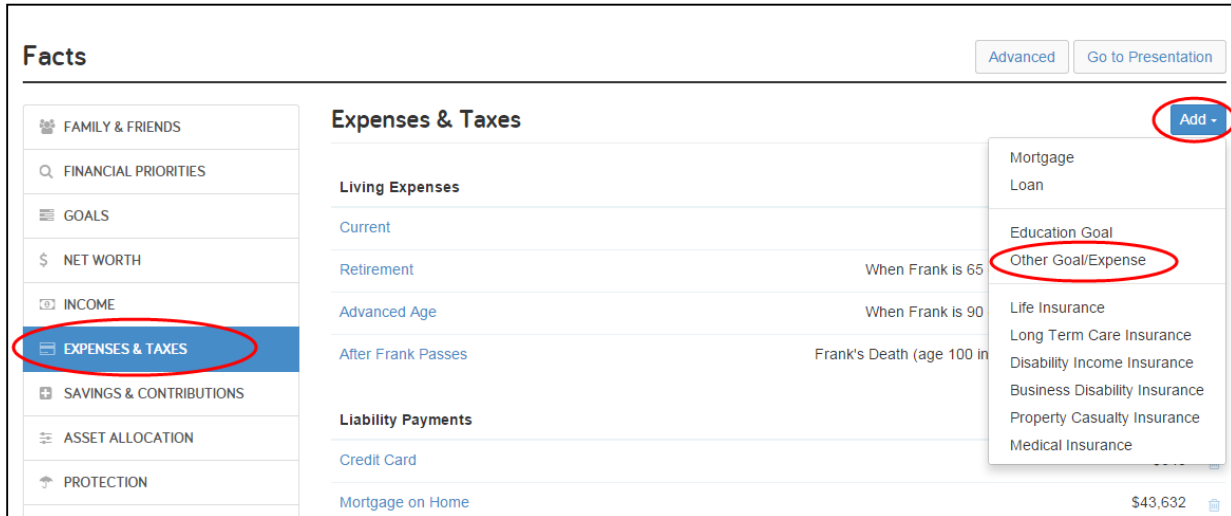 Facts
Advanced
Go to Presentation
FAMILY & FRIENDS
FINANCIAL PRIORITIES
GOALS
NET WORTH
INCOME
EXPENSES & TAXES
SAVINGS & CONTRIBUTIONS
ASSET ALLOCATION
PROTECTION
Expenses & Taxes
Add
Living Expenses
Current
Retirement When Frank is 65
Advanced Age When Frank is 90
After Frank Passes Frank's Death (age 100 in
Liability Payments
Credit Card
Mortgage on Home $43,632
Mortgage
Loan
Education Goal
Other Goal/Expense
Life Insurance
Long Term Care Insurance
Disability Income Insurance
Business Disability Insurance
Property Casualty Insurance
Medical Insurance